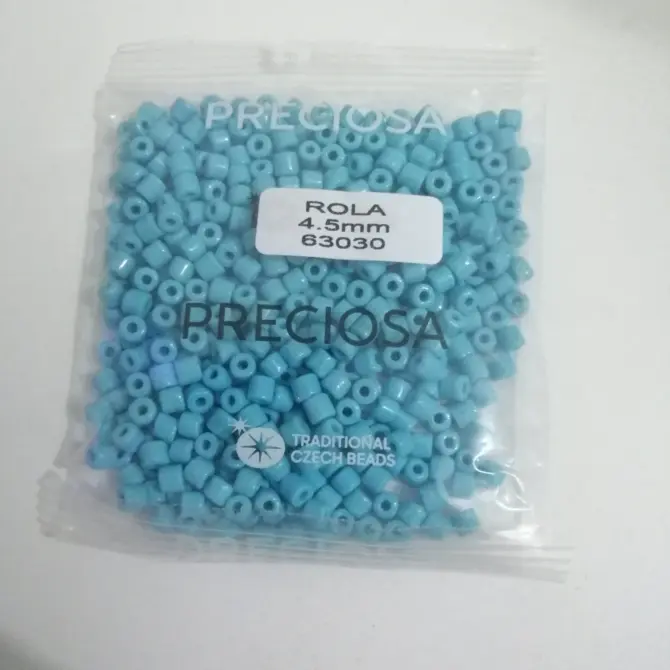 PRECIOSA
ROLA
4.5mm
63030
PRECIOSA
TRADITIONAL
CZECH BEADS